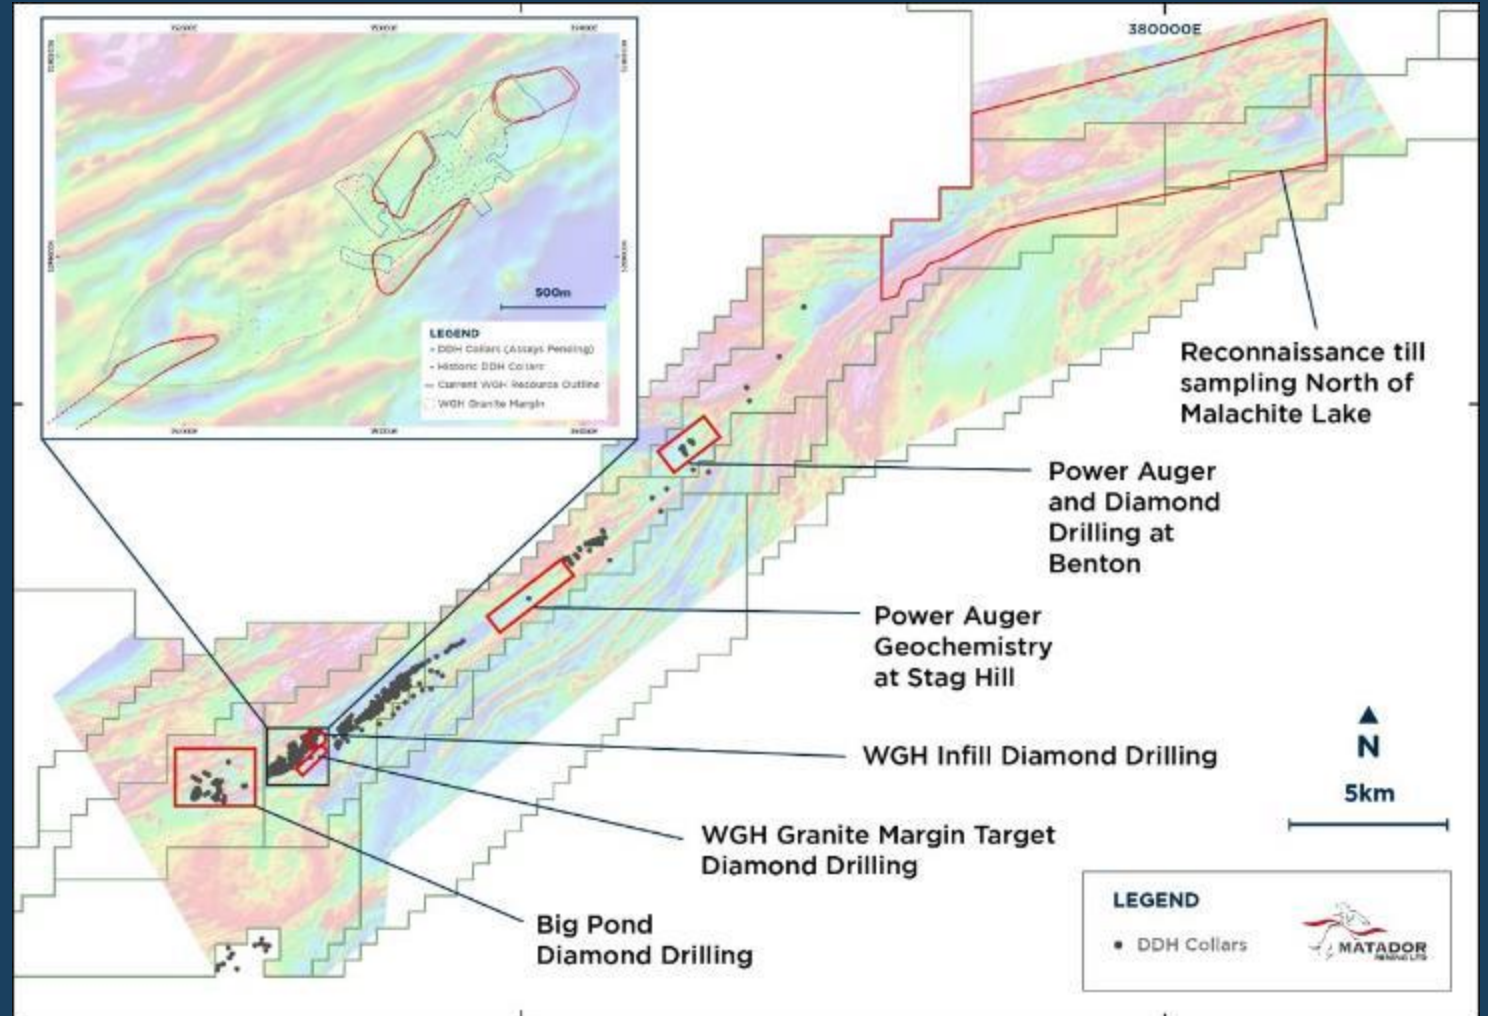 380000E
500m
LEGEND
DDH Collars (Assays Pending)
Historic DDH Collars
Current WGH Resource Outline
WGH Granite Margin
Reconnaissance till
sampling North of
Malachite Lake
Power Auger
and Diamond
Drilling at
Benton
Power Auger
Geochemistry
at Stag Hill
WGH Infill Diamond Drilling
WGH Granite Margin Target
Diamond Drilling
Big Pond
Diamond Drilling
N
5km
LEGEND
DDH Collars
MATADOR
MINING LTD